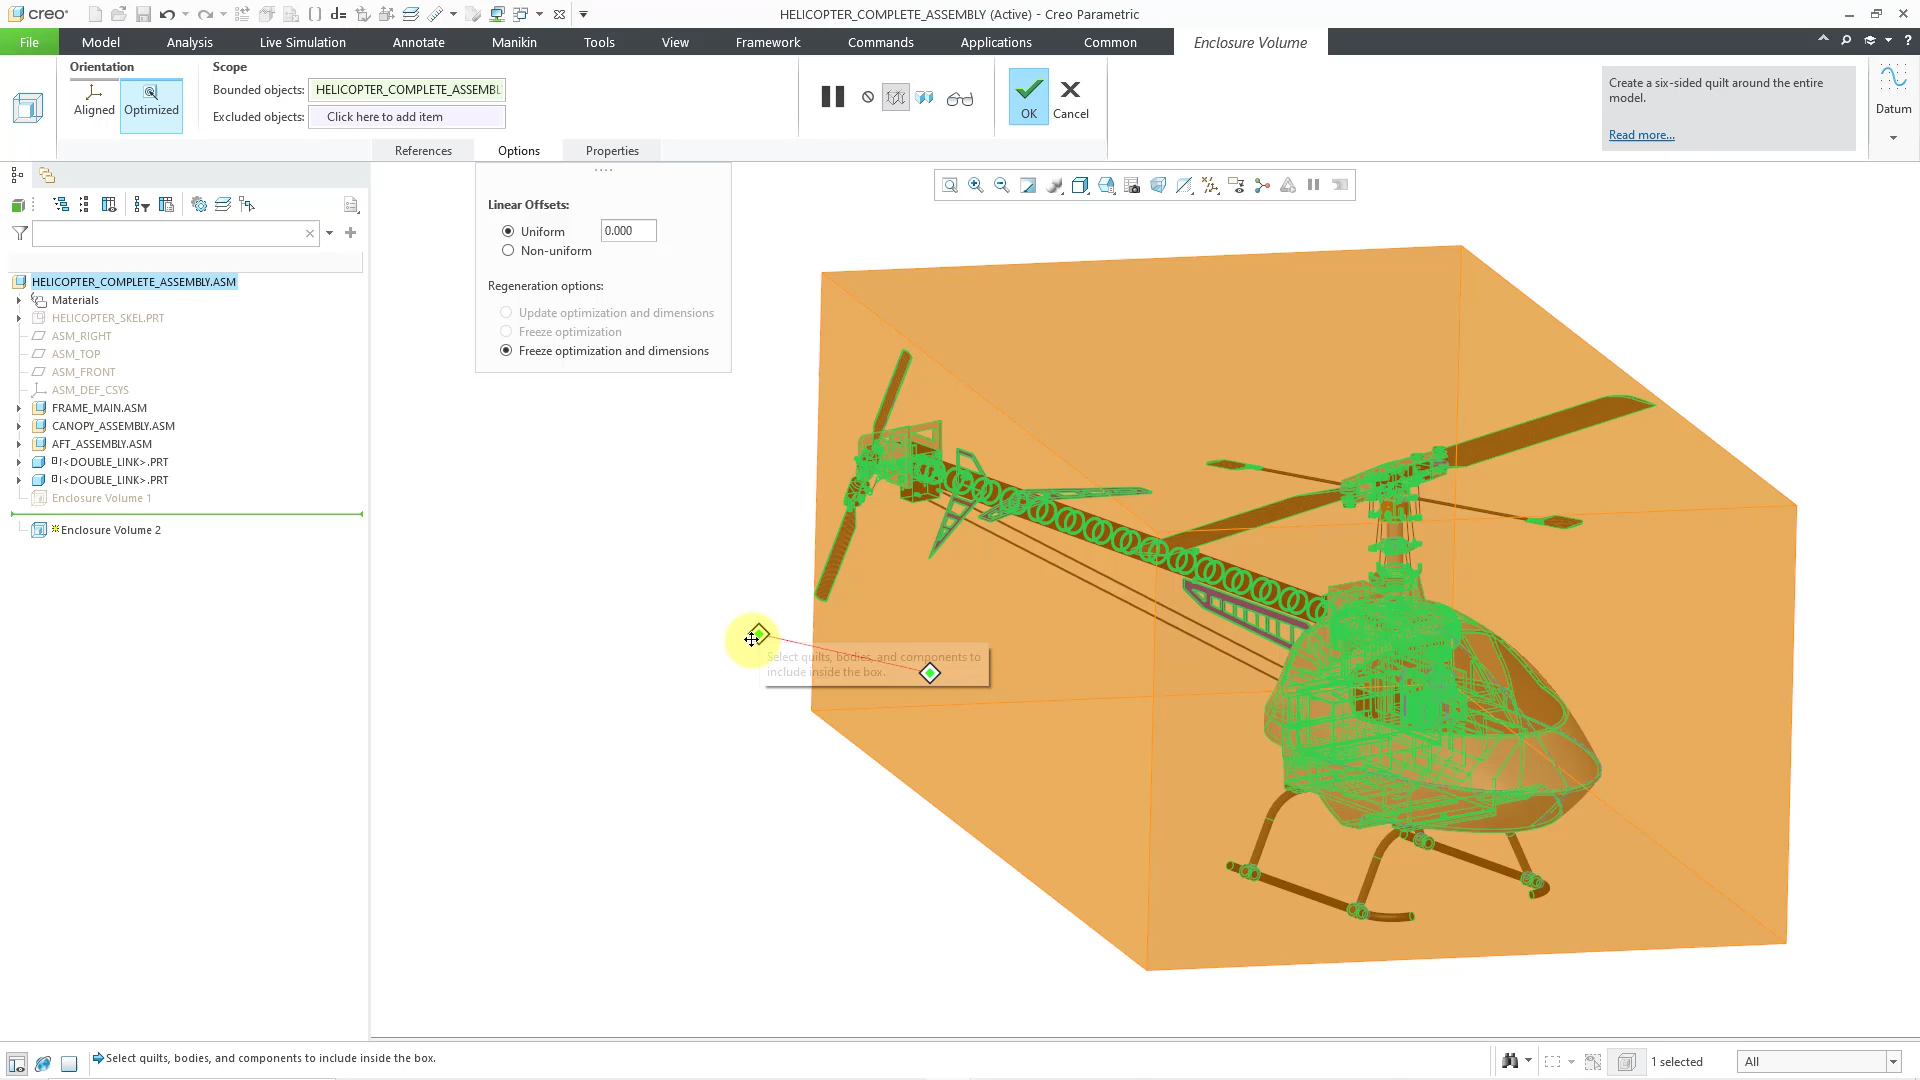 creo
HELICOPTER_COMPLETE_ASSEMBLY (Active) - Creo Parametric
File
Model
Analysis
Live Simulation
Annotate
Manikin
Tools
View
Framework
Commands
Applications
Common
Enclosure Volume
Orientation
Aligned
Optimized
Scope
Bounded objects:
HELICOPTER_COMPLETE_ASSEMBL
Excluded objects:
Click here to add item
OK
Cancel
Create a six-sided quilt around the entire
model.
Read more...
Datum
References
Options
Properties
Linear Offsets:
Uniform
0.000
Non-uniform
Regeneration options:
Update optimization and dimensions
Freeze optimization
Freeze optimization and dimensions
HELICOPTER_COMPLETE_ASSEMBLY.ASM
Materials
HELICOPTER_SKEL.PRT
ASM_RIGHT
ASM_TOP
ASM_FRONT
ASM_DEF_CSYS
FRAME_MAIN.ASM
CANOPY_ASSEMBLY.ASM
AFT_ASSEMBLY.ASM
I<DOUBLE_LINK>.PRT
I<DOUBLE_LINK>.PRT
Enclosure Volume 1
Enclosure Volume 2
Select quilts, bodies, and components to
include inside the box.
Select quilts, bodies, and components to include inside the box.
1 selected
All